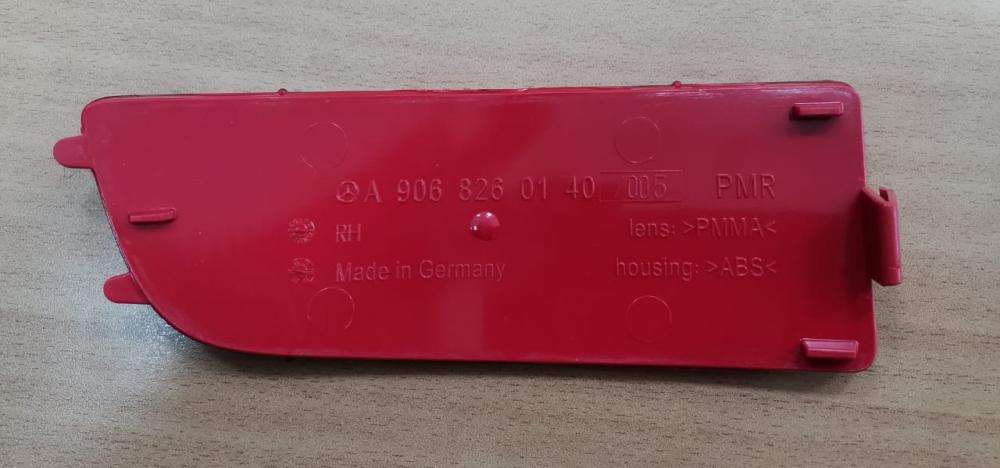 A 906 826 01 40 005 PMR
RH lens: >PMMA<
Made in Germany housing: >ABS<